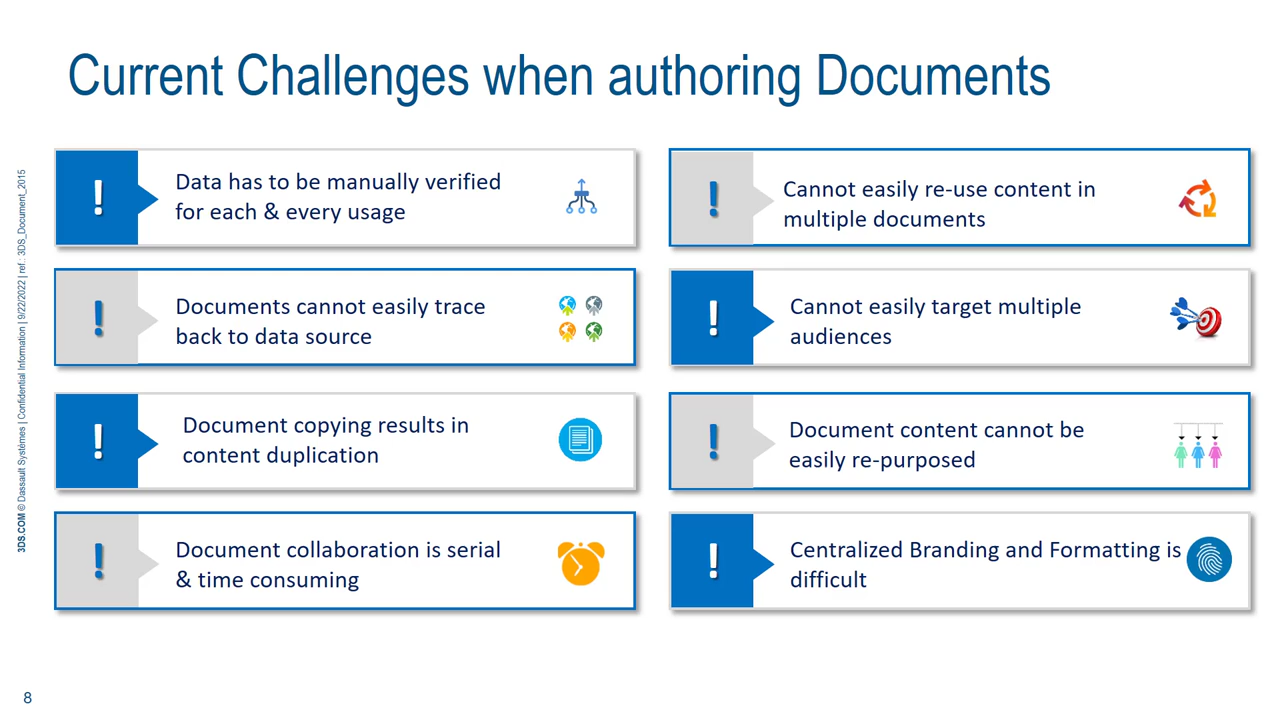 Current Challenges when authoring Documents
! Data has to be manually verified
for each & every usage
! Cannot easily re-use content in
multiple documents
! Documents cannot easily trace
back to data source
! Cannot easily target multiple
audiences
! Document copying results in
content duplication
! Document content cannot be
easily re-purposed
! Document collaboration is serial
& time consuming
! Centralized Branding and Formatting is
difficult
3DS.COM © Dassault Systèmes | Confidential Information | 9/22/2022 | ref.: 3DS_Document_2015
8